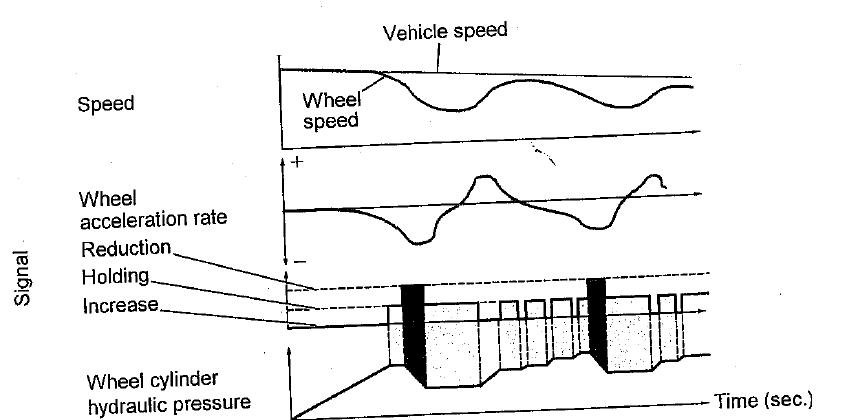 Vehicle speed
Speed
Wheel
speed
+
Wheel
acceleration rate
−
Signal
Reduction
Holding
Increase
Wheel cylinder
hydraulic pressure
Time (sec.)